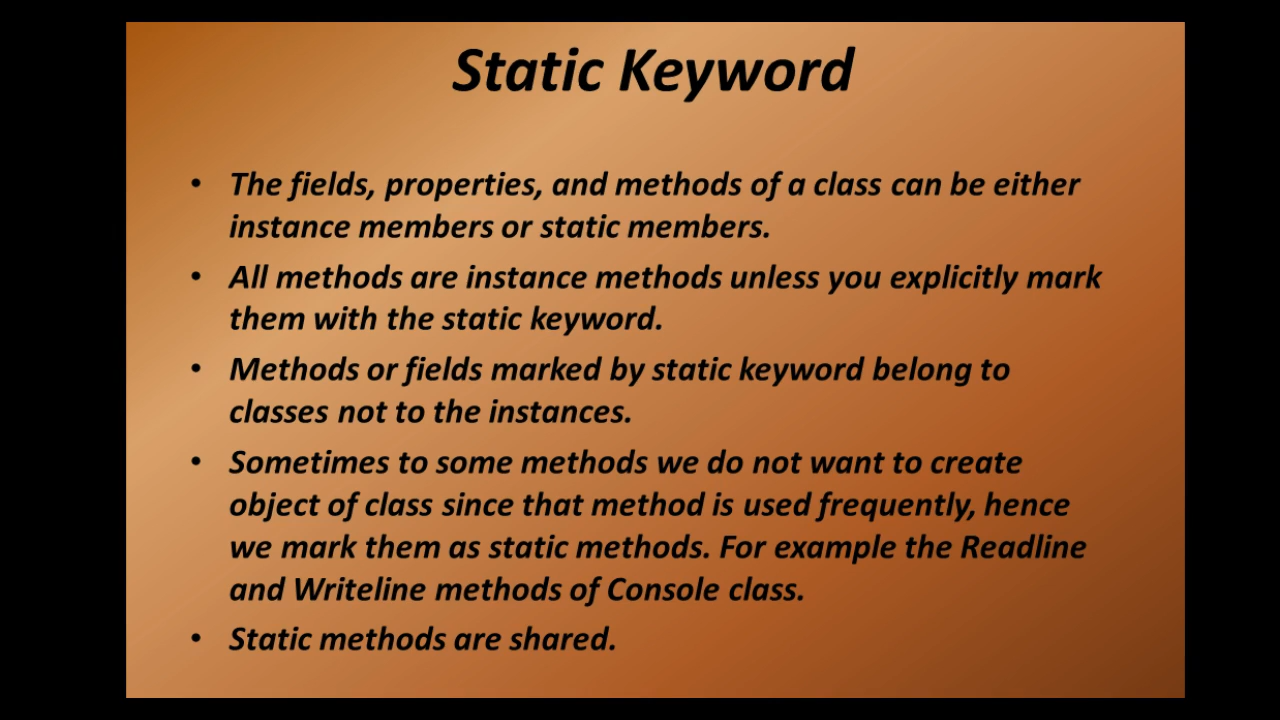 Static Keyword
• The fields, properties, and methods of a class can be either
instance members or static members.
• All methods are instance methods unless you explicitly mark
them with the static keyword.
• Methods or fields marked by static keyword belong to
classes not to the instances.
• Sometimes to some methods we do not want to create
object of class since that method is used frequently, hence
we mark them as static methods. For example the Readline
and Writeline methods of Console class.
• Static methods are shared.